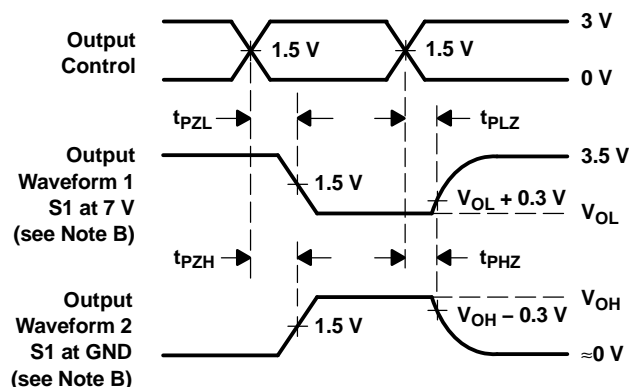 Output
Control
1.5 V
1.5 V
3 V
0 V
tPZL
tPLZ
Output
Waveform 1
S1 at 7 V
(see Note B)
1.5 V
3.5 V
VOL + 0.3 V
VOL
tPZH
tPHZ
Output
Waveform 2
S1 at GND
(see Note B)
1.5 V
VOH
VOH – 0.3 V
≈0 V